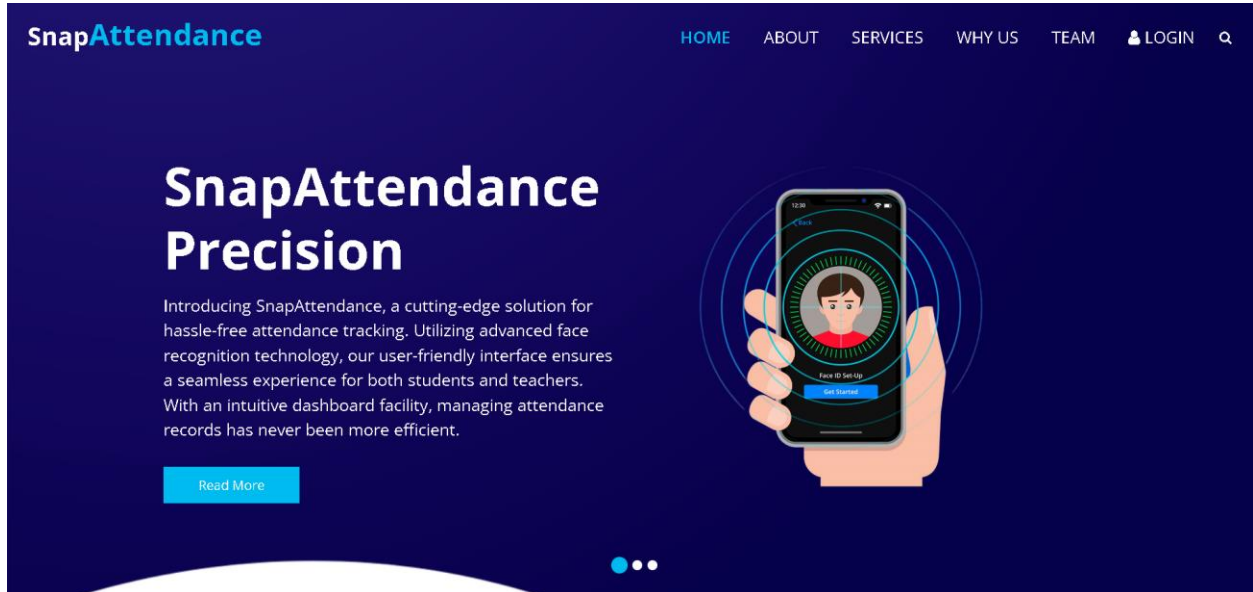 SnapAttendance
HOME ABOUT SERVICES WHY US TEAM LOGIN
SnapAttendance
Precision
Introducing SnapAttendance, a cutting-edge solution for
hassle-free attendance tracking. Utilizing advanced face
recognition technology, our user-friendly interface ensures
a seamless experience for both students and teachers.
With an intuitive dashboard facility, managing attendance
records has never been more efficient.
Read More
12:30
Back
Face ID Set-Up
Get Started